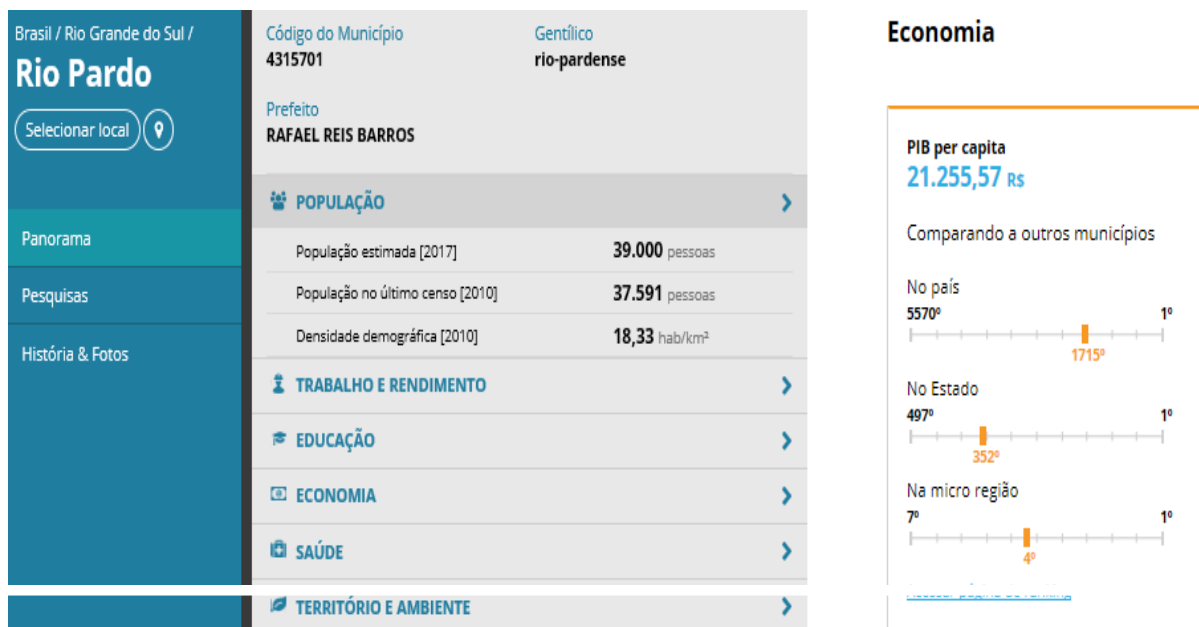 Brasil / Rio Grande do Sul /
Rio Pardo
Selecionar local
Panorama
Pesquisas
História & Fotos
Código do Município
4315701
Gentílico
rio-pardense
Prefeito
RAFAEL REIS BARROS
POPULAÇÃO
População estimada [2017] 39.000 pessoas
População no último censo [2010] 37.591 pessoas
Densidade demográfica [2010] 18,33 hab/km²
TRABALHO E RENDIMENTO
EDUCAÇÃO
ECONOMIA
SAÚDE
TERRITÓRIO E AMBIENTE
Economia
PIB per capita
21.255,57 R$
Comparando a outros municípios
No país
5570º 1º
1715º
No Estado
497º 1º
352º
Na micro região
7º 1º
4º